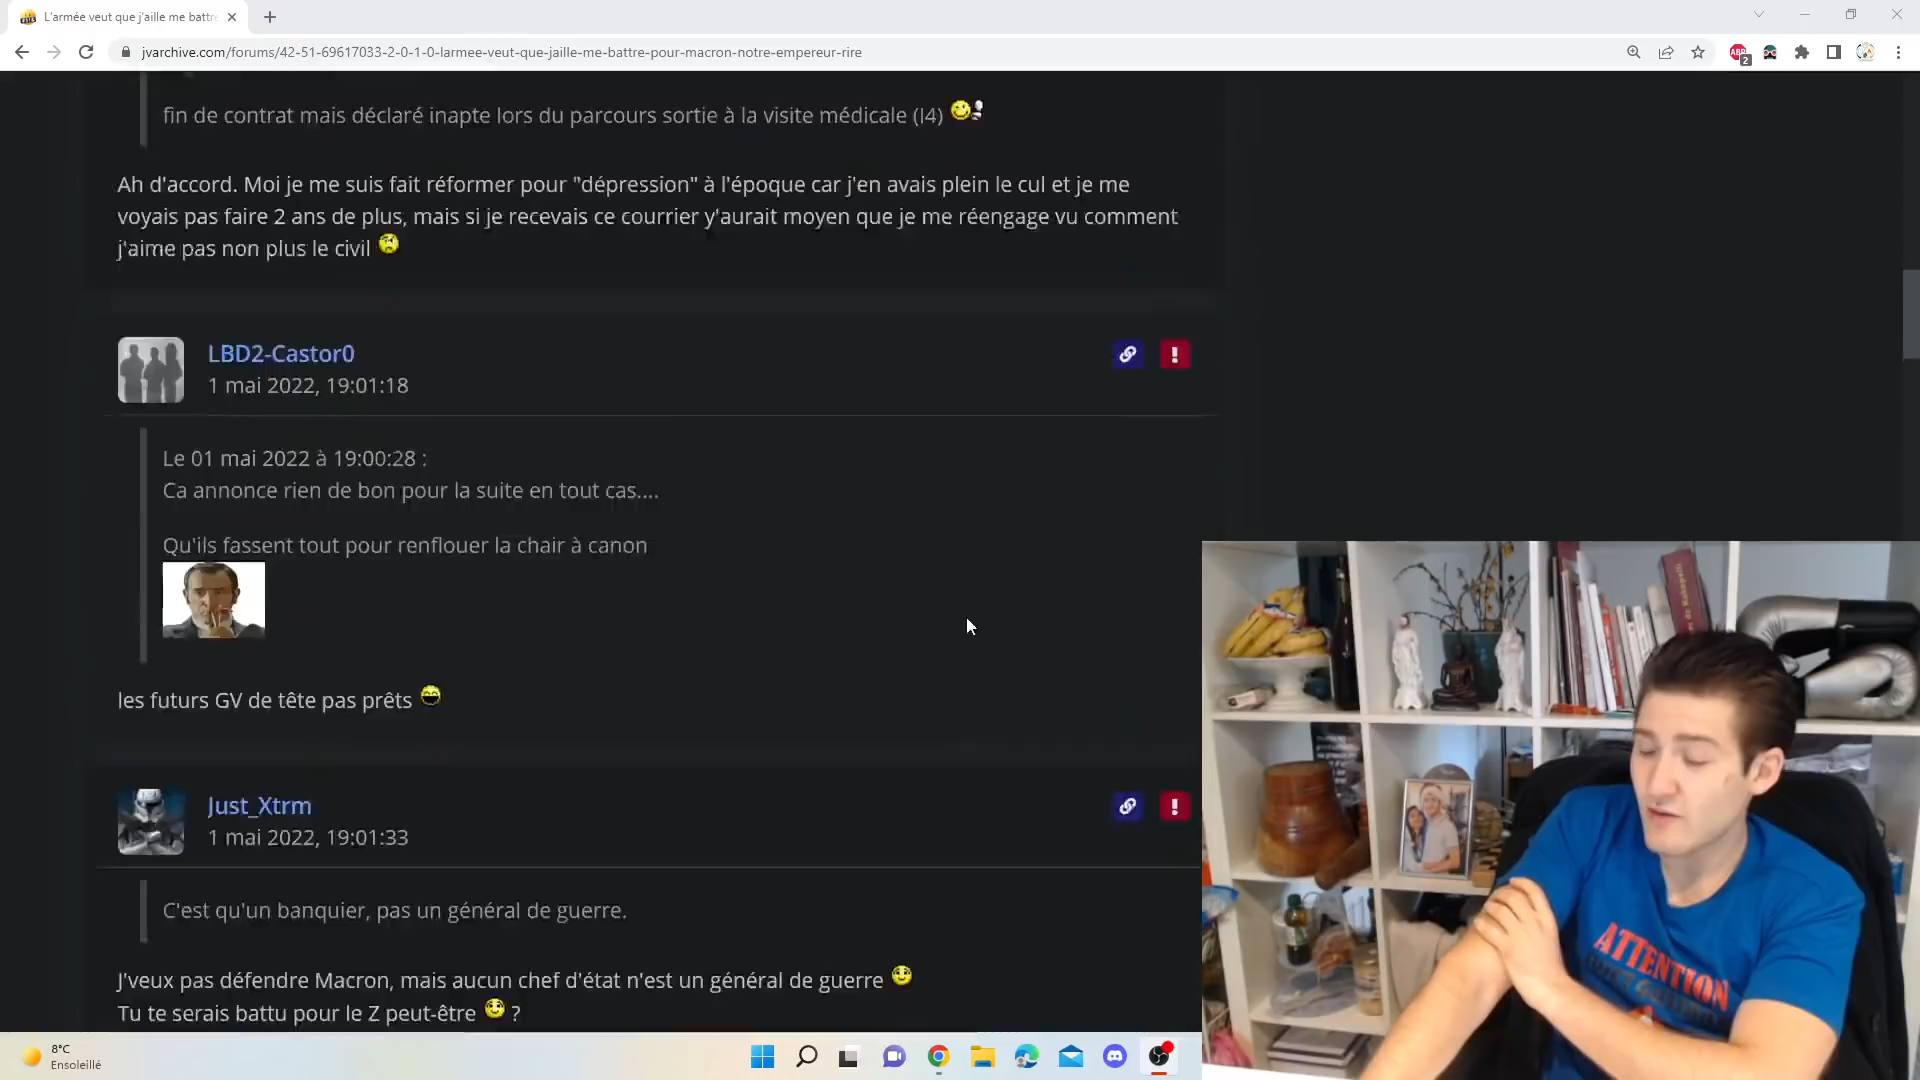 L'armée veut que j'aille me battre
jvarchive.com/forums/42-51-69617033-2-0-1-0-larmee-veut-que-jaille-me-battre-pour-macron-notre-empereur-rire
ABP
2
fin de contrat mais déclaré inapte lors du parcours sortie à la visite médicale (I4)
Ah d'accord. Moi je me suis fait réformer pour "dépression" à l'époque car j'en avais plein le cul et je me
voyais pas faire 2 ans de plus, mais si je recevais ce courrier y'aurait moyen que je me réengage vu comment
j'aime pas non plus le civil
LBD2-Castor0
1 mai 2022, 19:01:18
Le 01 mai 2022 à 19:00:28 :
Ca annonce rien de bon pour la suite en tout cas....
Qu'ils fassent tout pour renflouer la chair à canon
les futurs GV de tête pas prêts
Just_Xtrm
1 mai 2022, 19:01:33
C'est qu'un banquier, pas un général de guerre.
J'veux pas défendre Macron, mais aucun chef d'état n'est un général de guerre
Tu te serais battu pour le Z peut-être ?
ATTENTION
8°C
Ensoleillé